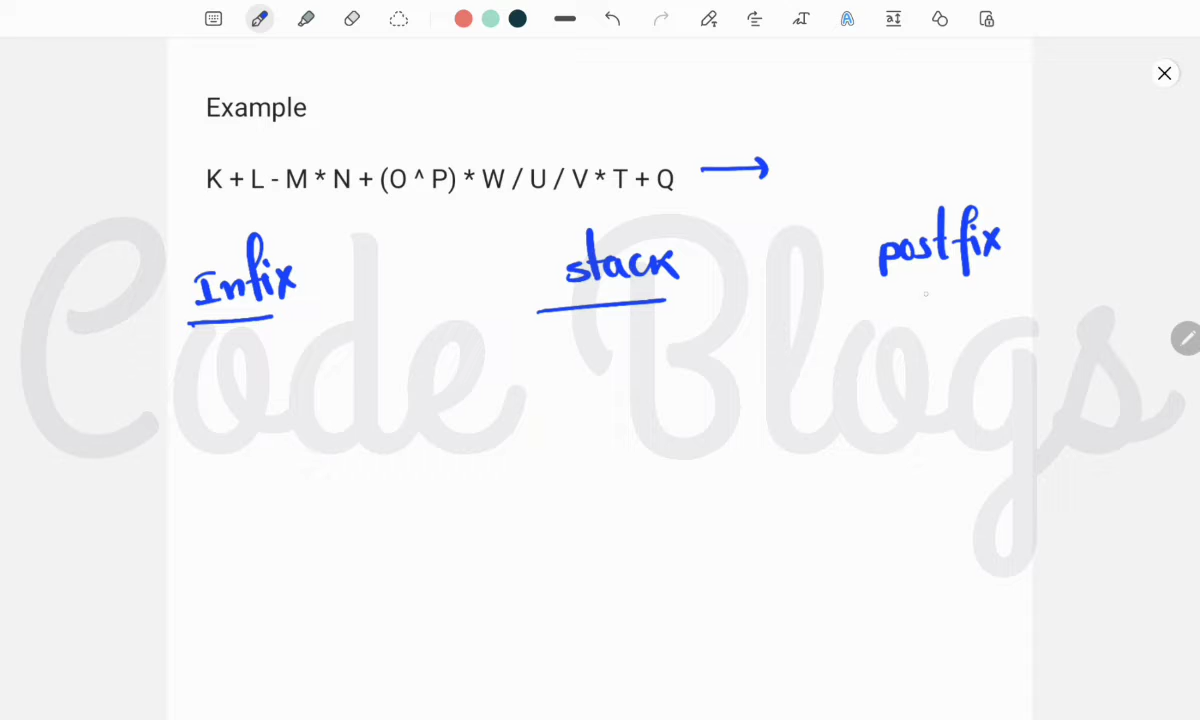 Example
K + L - M * N + (O ^ P) * W / U / V * T + Q
Infix stack postfix
Code Blogs